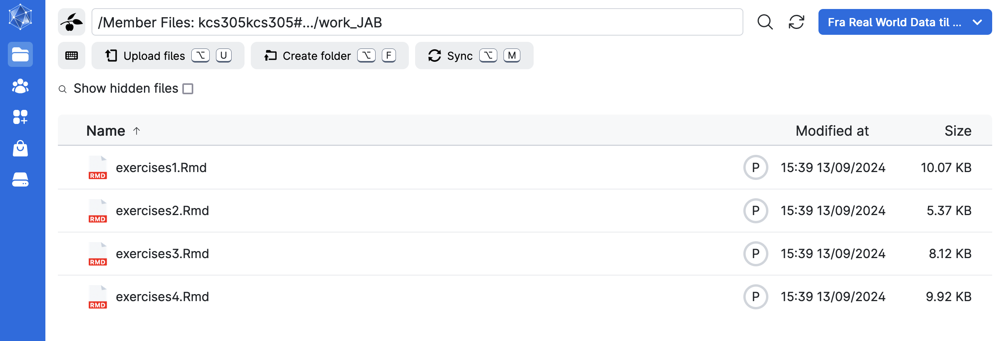 /Member Files: kcs305kcs305#.../work_JAB
Fra Real World Data til ...
Upload files ⌥ U
Create folder ⌥ F
Sync ⌥ M
Show hidden files
Name ↑ Modified at Size
RMD exercises1.Rmd P 15:39 13/09/2024 10.07 KB
RMD exercises2.Rmd P 15:39 13/09/2024 5.37 KB
RMD exercises3.Rmd P 15:39 13/09/2024 8.12 KB
RMD exercises4.Rmd P 15:39 13/09/2024 9.92 KB